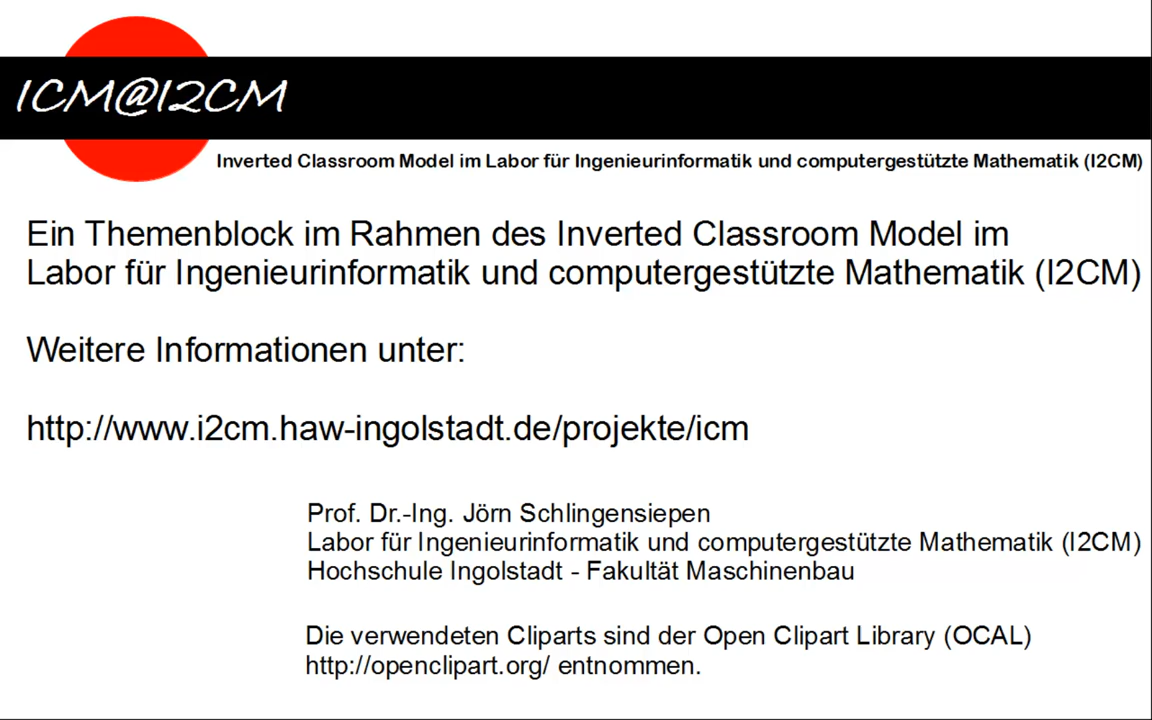 ICM@I2CM
Inverted Classroom Model im Labor für Ingenieurinformatik und computergestützte Mathematik (I2CM)
Ein Themenblock im Rahmen des Inverted Classroom Model im
Labor für Ingenieurinformatik und computergestützte Mathematik (I2CM)
Weitere Informationen unter:
http://www.i2cm.haw-ingolstadt.de/projekte/icm
Prof. Dr.-Ing. Jörn Schlingensiepen
Labor für Ingenieurinformatik und computergestützte Mathematik (I2CM)
Hochschule Ingolstadt - Fakultät Maschinenbau
Die verwendeten Cliparts sind der Open Clipart Library (OCAL)
http://openclipart.org/ entnommen.